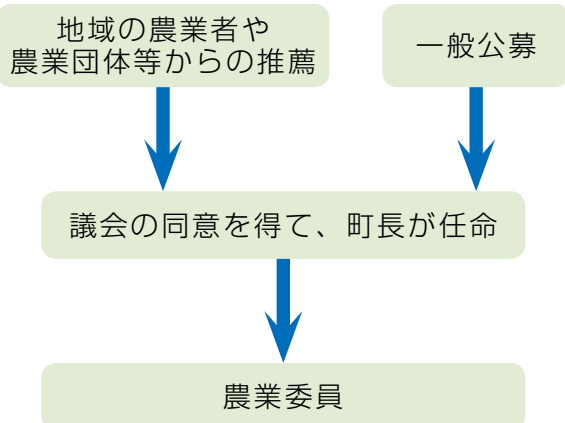 地域の農業者や
農業団体等からの推薦
一般公募
議会の同意を得て、町長が任命
農業委員